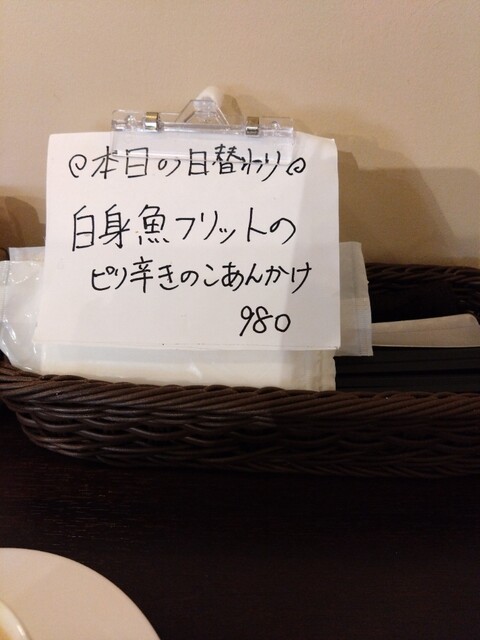 本日の日替わり
白身魚フリットの
ピリ辛きのこあんかけ
980